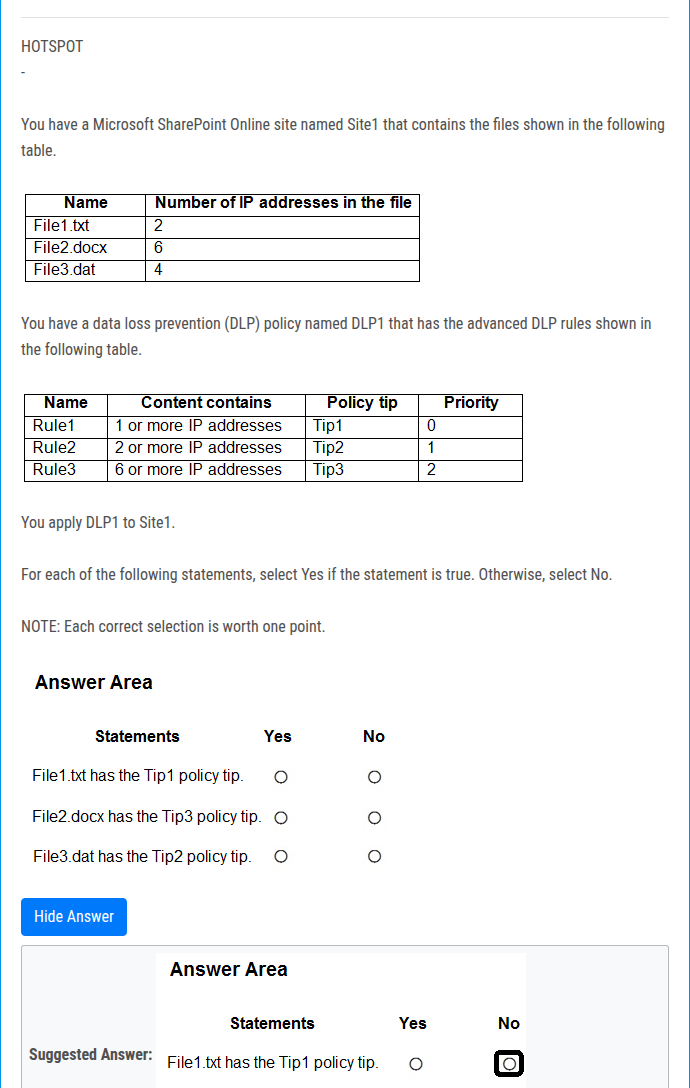 HOTSPOT
-
You have a Microsoft SharePoint Online site named Site1 that contains the files shown in the following
table.
Name Number of IP addresses in the file
File1.txt 2
File2.docx 6
File3.dat 4
You have a data loss prevention (DLP) policy named DLP1 that has the advanced DLP rules shown in
the following table.
Name Content contains Policy tip Priority
Rule1 1 or more IP addresses Tip1 0
Rule2 2 or more IP addresses Tip2 1
Rule3 6 or more IP addresses Tip3 2
You apply DLP1 to Site1.
For each of the following statements, select Yes if the statement is true. Otherwise, select No.
NOTE: Each correct selection is worth one point.
Answer Area
Statements Yes No
File1.txt has the Tip1 policy tip.
File2.docx has the Tip3 policy tip.
File3.dat has the Tip2 policy tip.
Hide Answer
Answer Area
Statements Yes No
Suggested Answer: File1.txt has the Tip1 policy tip.